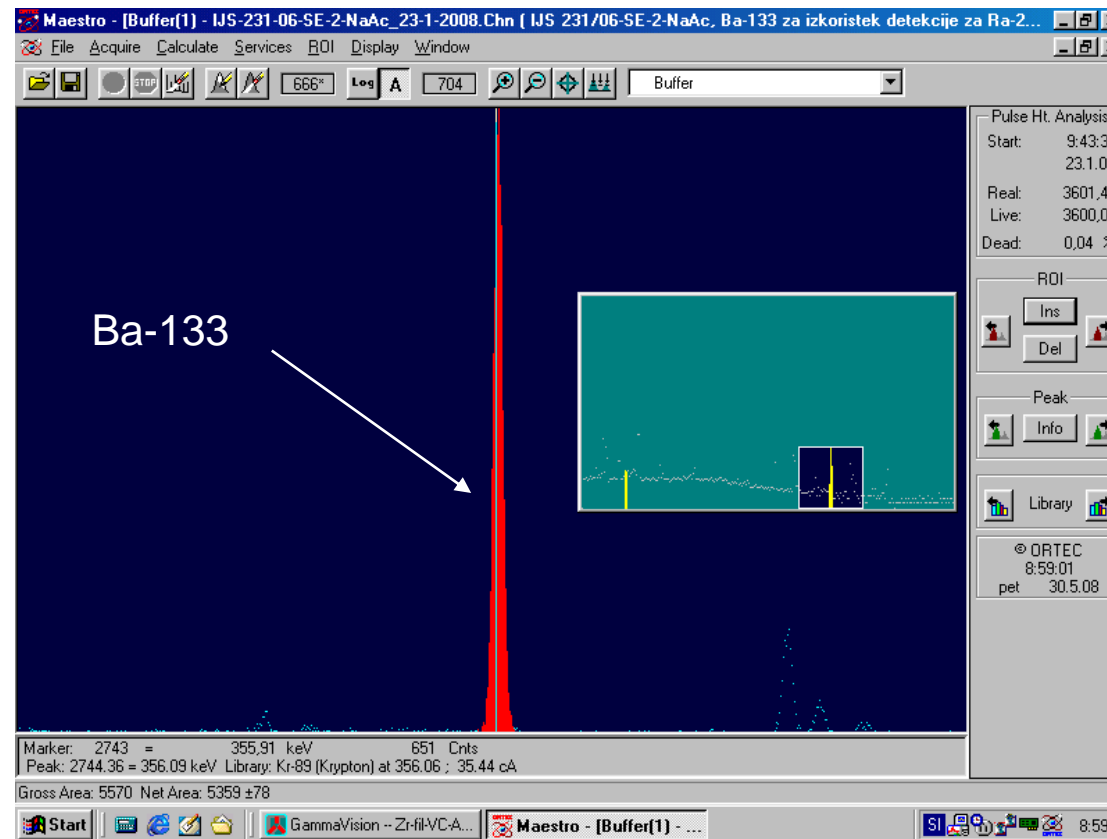 Maestro - [Buffer(1) - IJS-231-06-SE-2-NaAc_23-1-2008.Chn ( IJS 231/06-SE-2-NaAc, Ba-133 za izkoristek detekcije za Ra-2...
File Acquire Calculate Services ROI Display Window
STOP 666* Log A 704 Buffer
Pulse Ht. Analysis
Start: 9:43:3
23.1.0
Real: 3601,4
Live: 3600,0
Dead: 0,04 %
ROI
Ins
Del
Peak
Info
Library
© ORTEC
8:59:01
pet 30.5.08
Ba-133
Marker: 2743 = 355,91 keV 651 Cnts
Peak: 2744.36 = 356.09 keV Library: Kr-89 (Krypton) at 356.06 ; 35.44 cA
Gross Area: 5570 Net Area: 5359 ±78
Start GammaVision -- Zr-fil-VC-A... Maestro - [Buffer(1) - ... SI 8:59